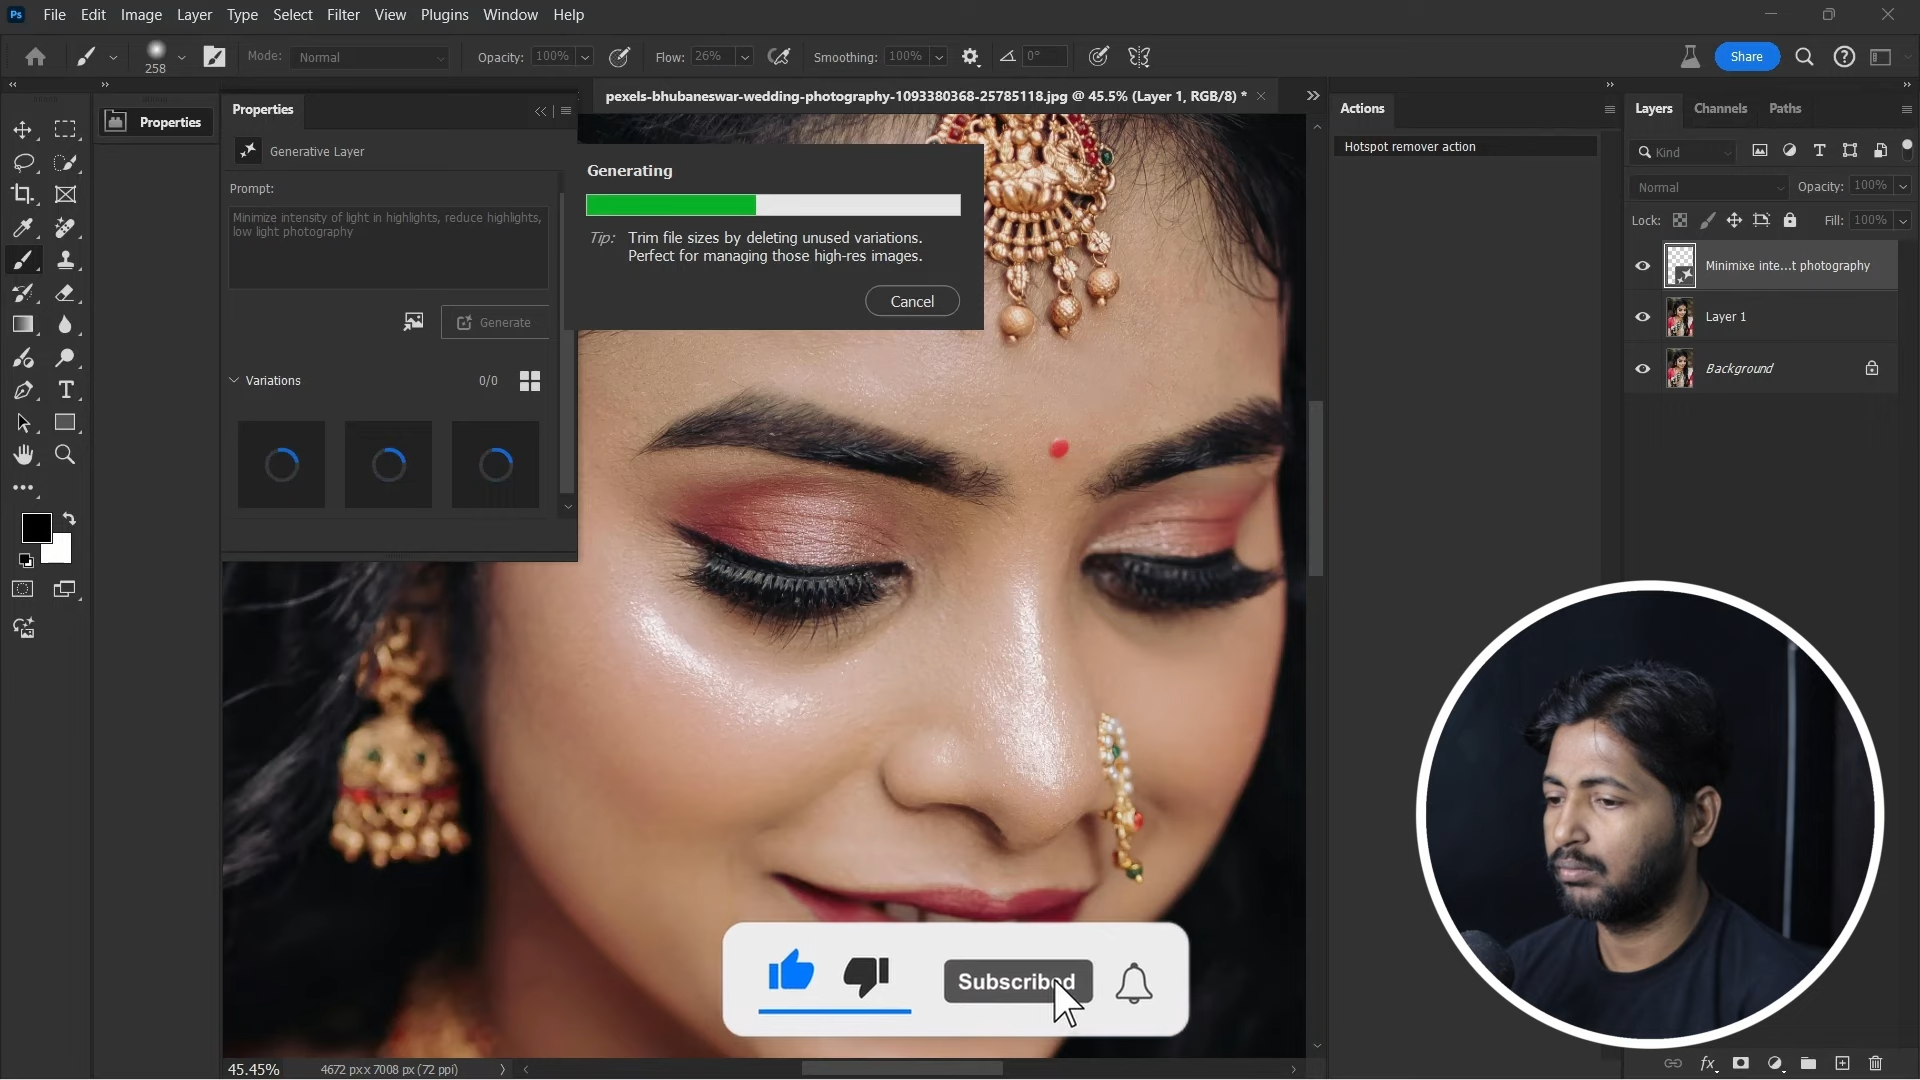 Ps File Edit Image Layer Type Select Filter View Plugins Window Help
258 Mode: Normal Opacity: 100% Flow: 26% Smoothing: 100% 0° Share
Properties
Properties
Generative Layer
Prompt:
Minimize intensity of light in highlights, reduce highlights,
low light photography
Generate
Variations 0/0
pexels-bhubaneswar-wedding-photography-1093380368-25785118.jpg @ 45.5% (Layer 1, RGB/8) *
Generating
Tip: Trim file sizes by deleting unused variations.
Perfect for managing those high-res images.
Cancel
Actions
Hotspot remover action
Layers Channels Paths
Kind
Normal Opacity: 100%
Lock: Fill: 100%
Minimixe inte...t photography
Layer 1
Background
Subscribed
45.45% 4672 px x 7008 px (72 ppi)
fx